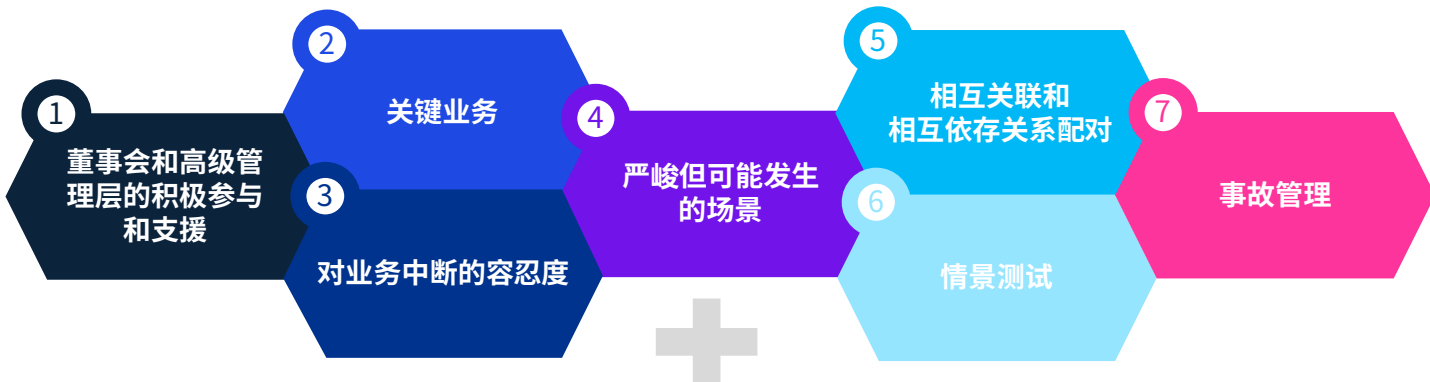 1
董事会和高级管
理层的积极参与
和支援
2
关键业务
3
对业务中断的容忍度
4
严峻但可能发生
的场景
5
相互关联和
相互依存关系配对
6
情景测试
7
事故管理